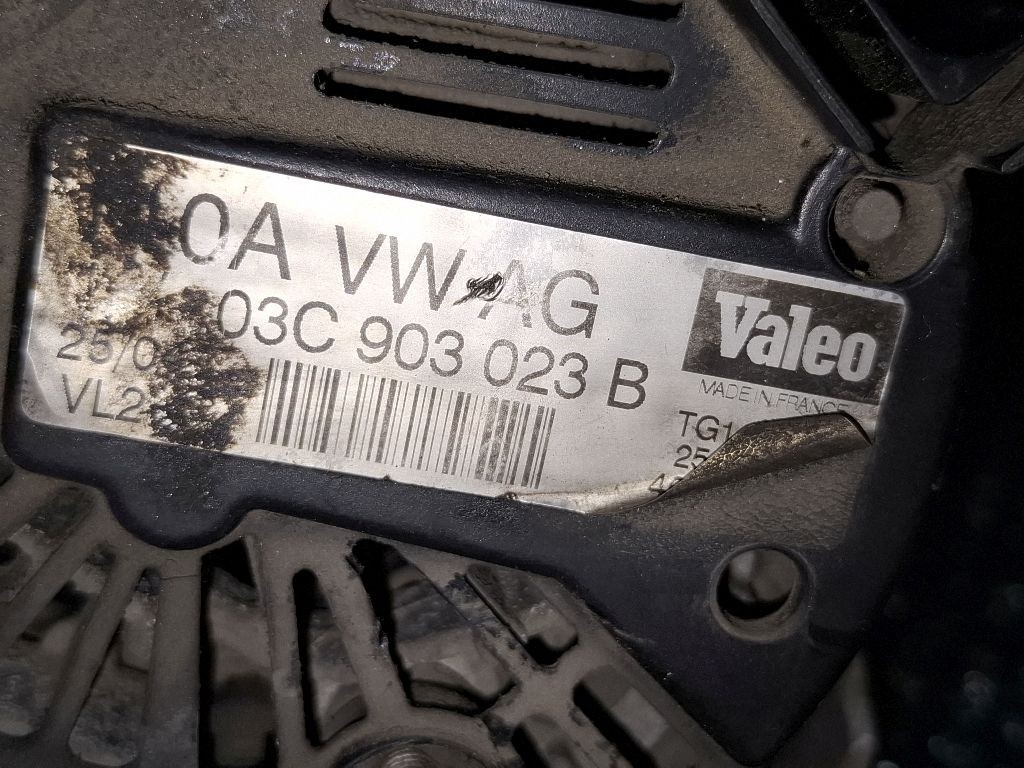 0A VW AG
03C 903 023 B
Valeo
MADE IN FRANCE
25/0
VL2
TG1
25